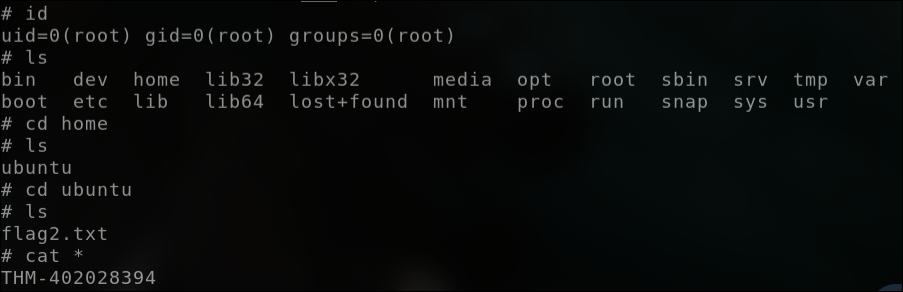 # id
uid=0(root) gid=0(root) groups=0(root)
# ls
bin   dev  home  lib32  libx32      media  opt   root  sbin  srv  tmp  var
boot  etc  lib   lib64  lost+found  mnt    proc  run   snap  sys  usr
# cd home
# ls
ubuntu
# cd ubuntu
# ls
flag2.txt
# cat *
THM-402028394